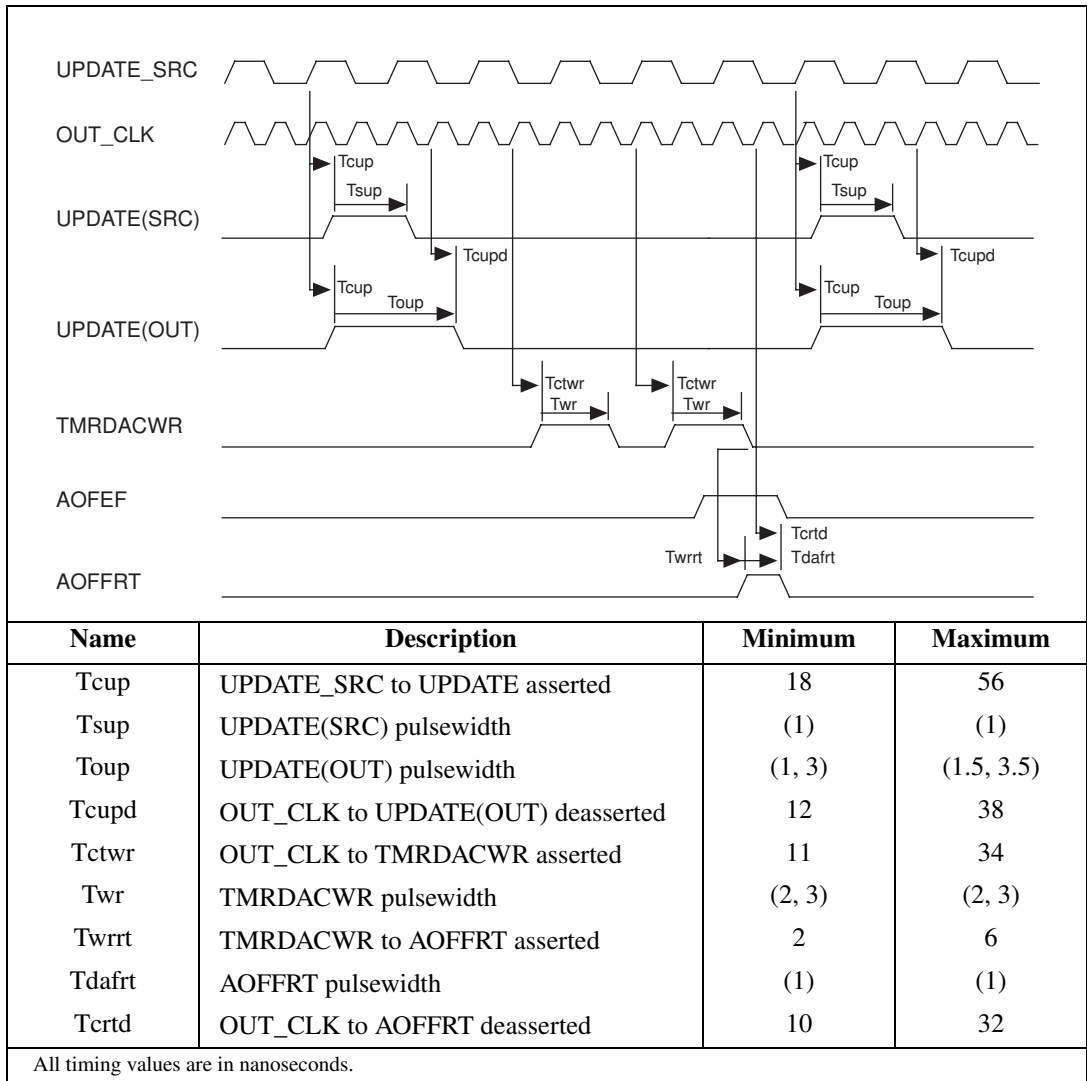 UPDATE_SRC
OUT_CLK
Tcup Tcup
Tsup Tsup
UPDATE(SRC)
Tcupd Tcupd
Tcup Tcup
Toup Toup
UPDATE(OUT)
Tctwr Tctwr
Twr Twr
TMRDACWR
AOFEF
Tcrtd
Twrrt Tdafrt
AOFFRT
Name Description Minimum Maximum
Tcup UPDATE_SRC to UPDATE asserted 18 56
Tsup UPDATE(SRC) pulsewidth (1) (1)
Toup UPDATE(OUT) pulsewidth (1, 3) (1.5, 3.5)
Tcupd OUT_CLK to UPDATE(OUT) deasserted 12 38
Tctwr OUT_CLK to TMRDACWR asserted 11 34
Twr TMRDACWR pulsewidth (2, 3) (2, 3)
Twrrt TMRDACWR to AOFFRT asserted 2 6
Tdafrt AOFFRT pulsewidth (1) (1)
Tcrtd OUT_CLK to AOFFRT deasserted 10 32
All timing values are in nanoseconds.